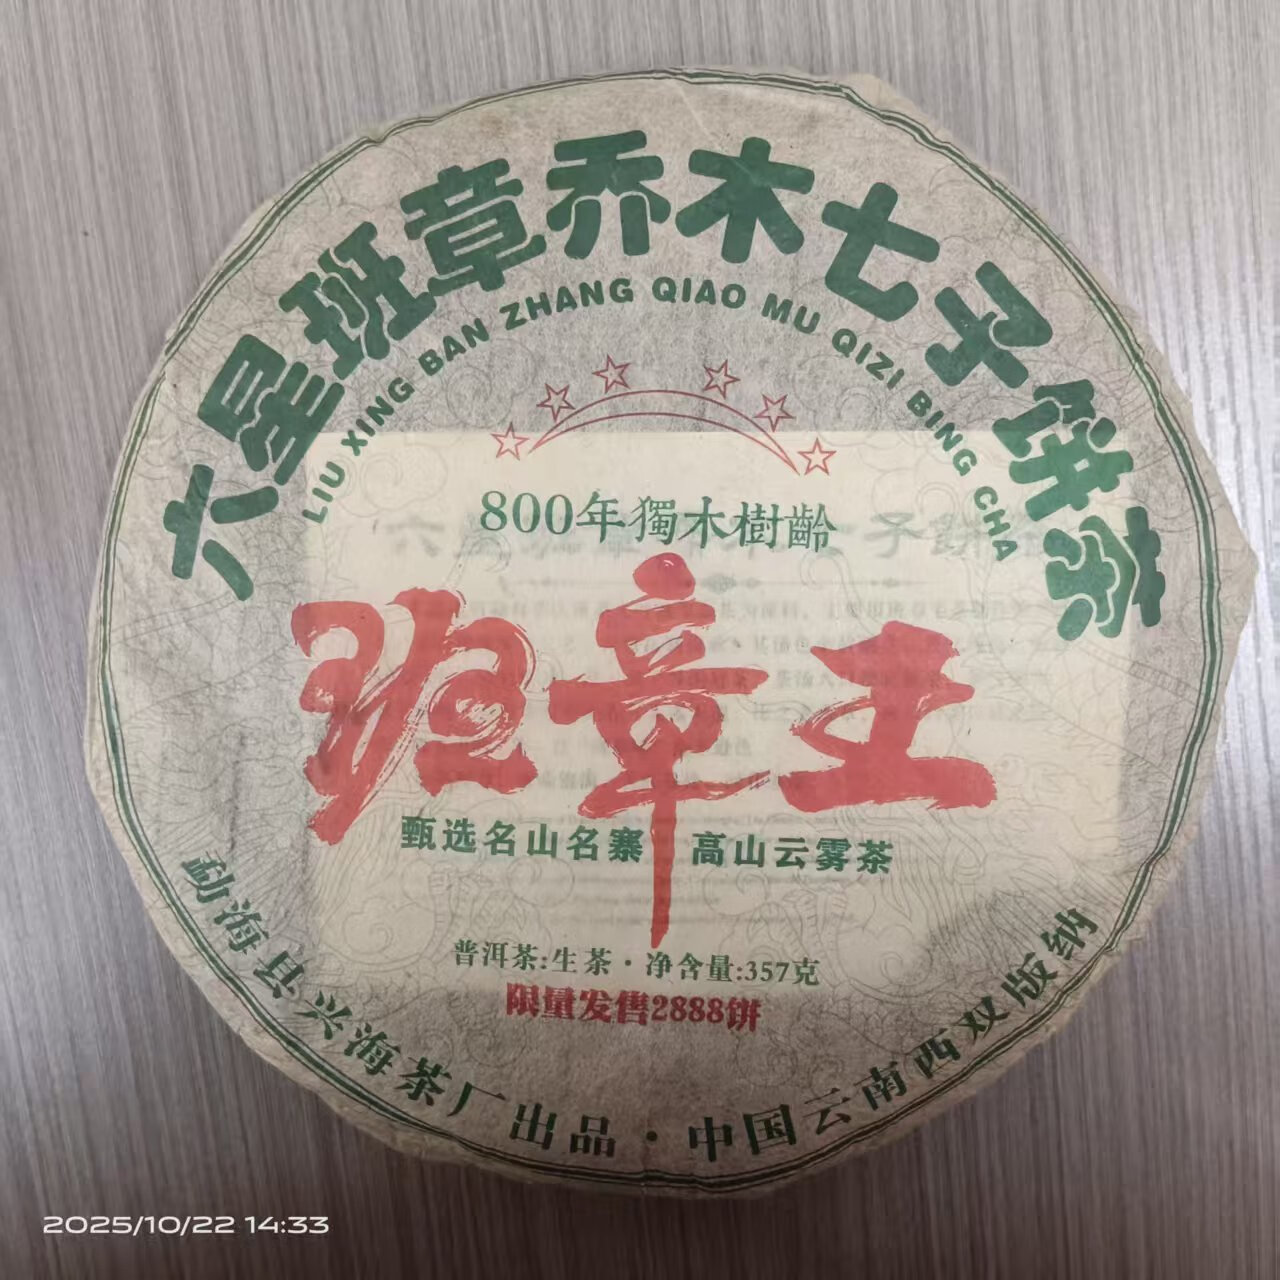 六星班章乔木七子饼茶
LIU XING BAN ZHANG QIAO MU QIZI BING CHA
800年獨木樹齡
班章王
甄选名山名寨 高山云雾茶
普洱茶:生茶·净含量:357克
限量发售2888饼
勐海县兴海茶厂出品·中国云南西双版纳
2025/10/22 14:33